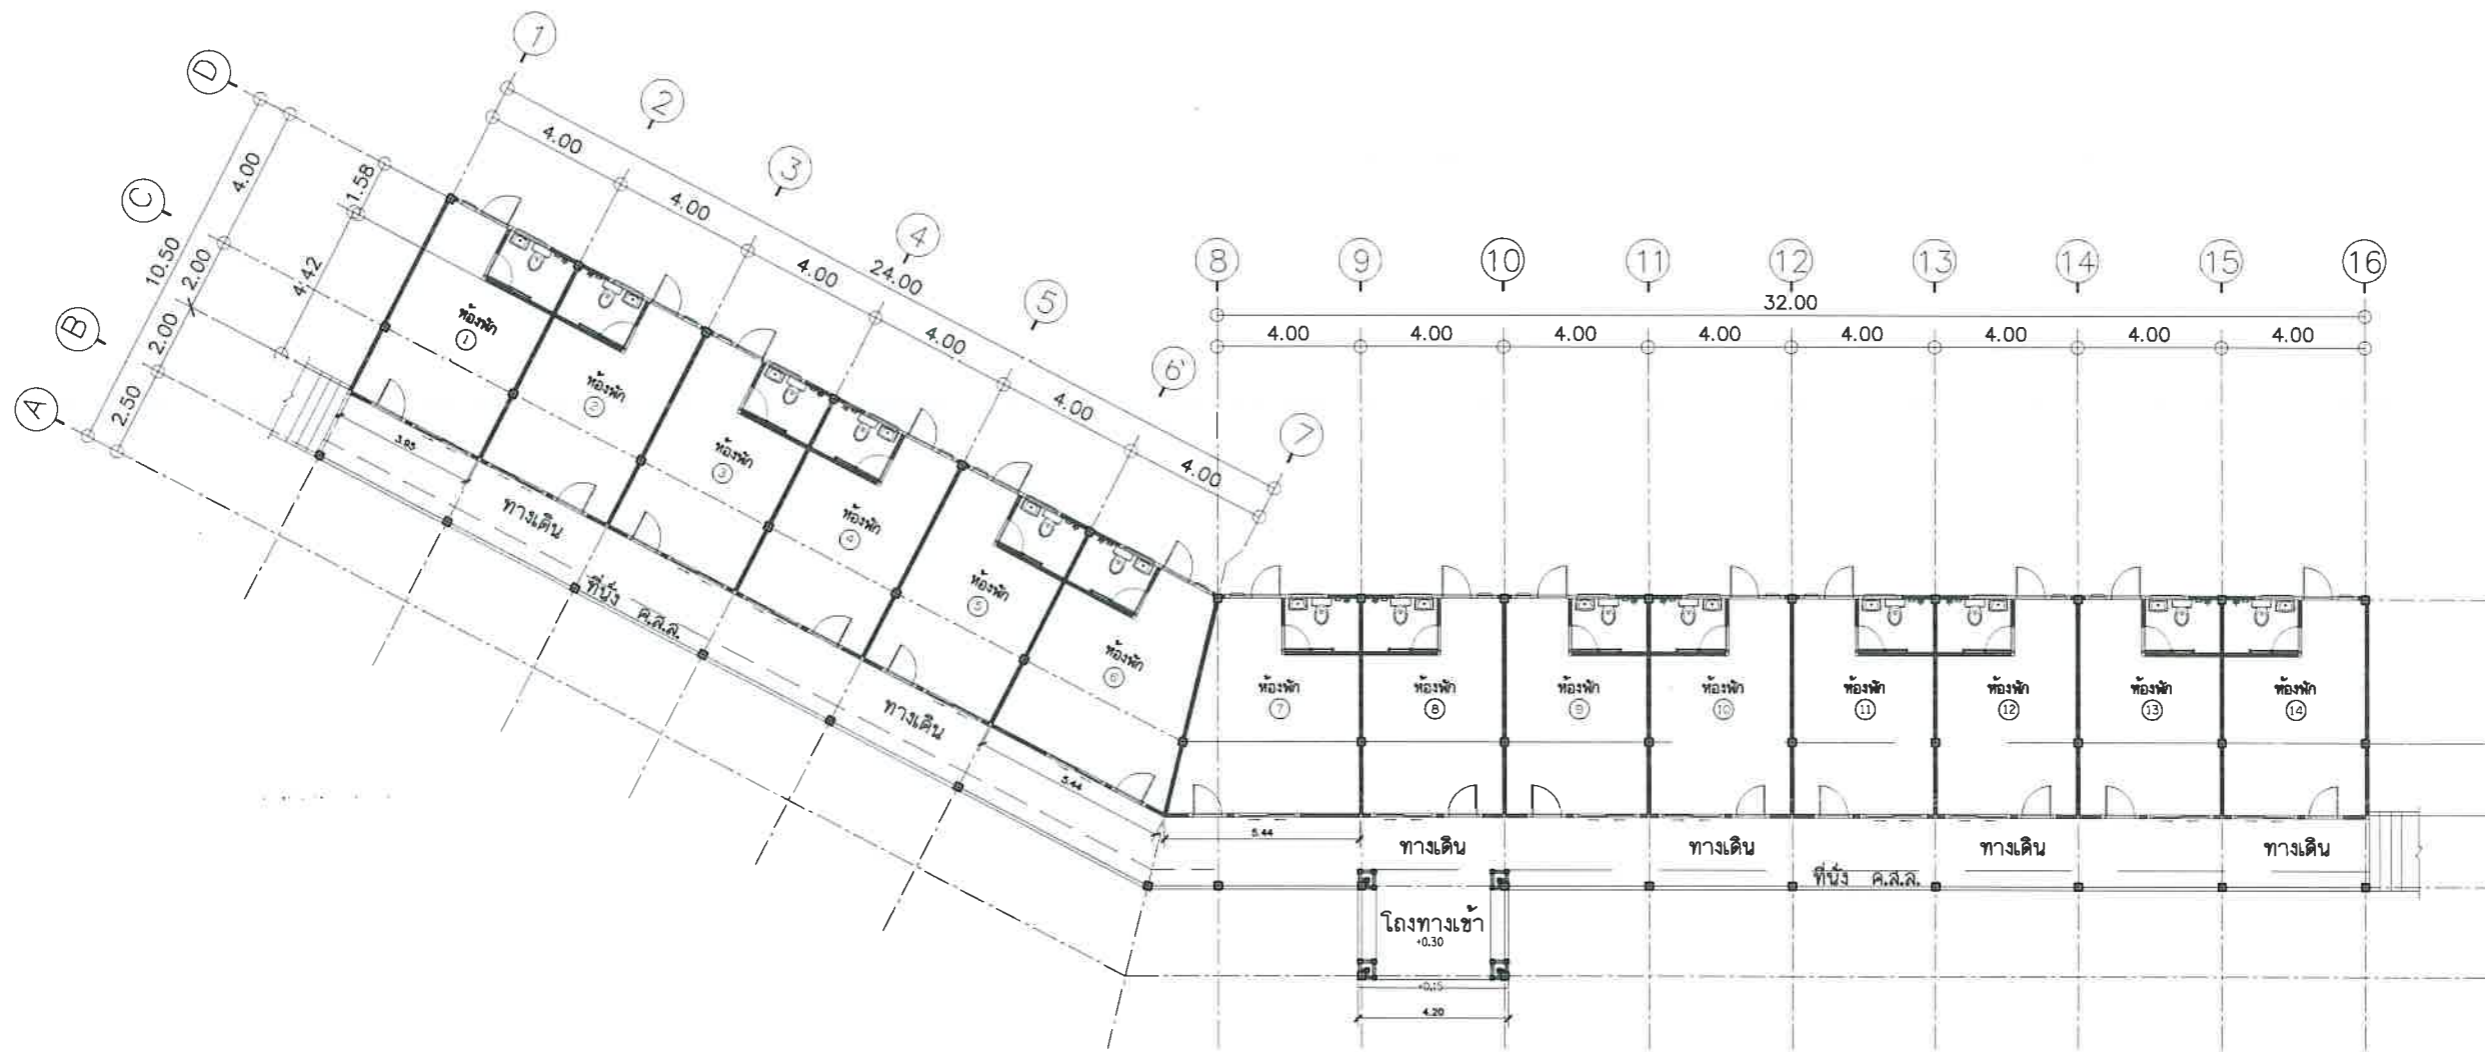 1
2
3
4
5
6
7
D
C
B
A
4.00
4.00
4.00
4.00
4.00
4.00
24.00
10.50
4.00
2.00
2.00
2.50
1.58
4.42
8
9
10
11
12
13
14
15
16
32.00
4.00
4.00
4.00
4.00
4.00
4.00
4.00
4.00
ห้องพัก
1
ห้องพัก
2
ห้องพัก
3
ห้องพัก
4
ห้องพัก
5
ห้องพัก
6
ห้องพัก
7
ห้องพัก
8
ห้องพัก
9
ห้องพัก
10
ห้องพัก
11
ห้องพัก
12
ห้องพัก
13
ห้องพัก
14
3.95
ทางเดิน
ที่นั่ง ค.ส.ล.
ทางเดิน
5.44
5.44
ทางเดิน
ทางเดิน
ทางเดิน
ทางเดิน
ที่นั่ง ค.ส.ล.
โถงทางเข้า
+0.30
+0.15
4.20